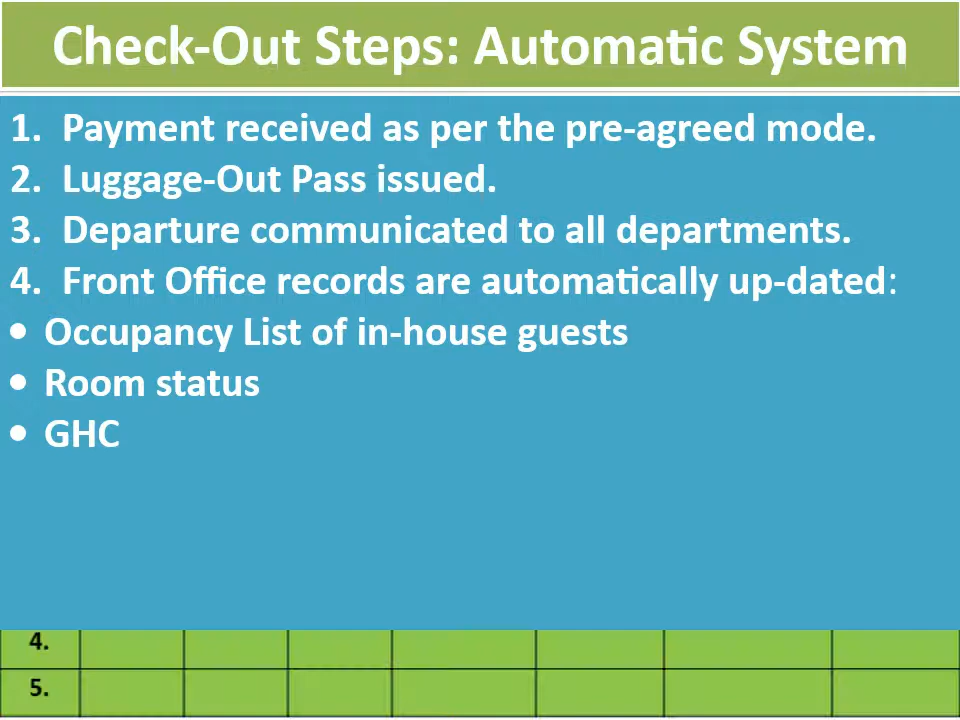 Check-Out Steps: Automatic System
1. Payment received as per the pre-agreed mode.
2. Luggage-Out Pass issued.
3. Departure communicated to all departments.
4. Front Office records are automatically up-dated:
• Occupancy List of in-house guests
• Room status
• GHC
4.
5.